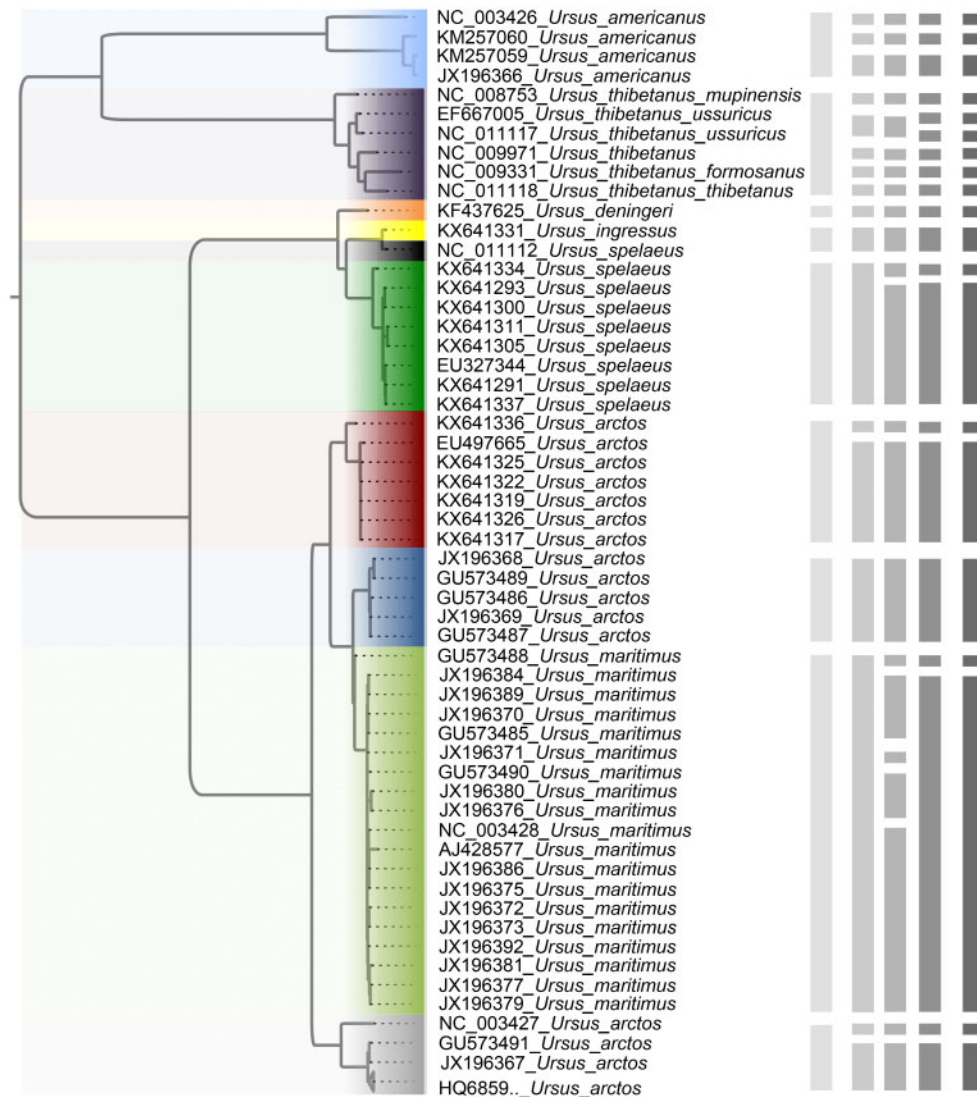 NC_003426_Ursus_americanus
KM257060_Ursus_americanus
KM257059_Ursus_americanus
JX196366_Ursus_americanus
NC_008753_Ursus_thibetanus_mupinensis
EF667005_Ursus_thibetanus_ussuricus
NC_011117_Ursus_thibetanus_ussuricus
NC_009971_Ursus_thibetanus
NC_009331_Ursus_thibetanus_formosanus
NC_011118_Ursus_thibetanus_thibetanus
KF437625_Ursus_deningeri
KX641331_Ursus_ingressus
NC_011112_Ursus_spelaeus
KX641334_Ursus_spelaeus
KX641293_Ursus_spelaeus
KX641300_Ursus_spelaeus
KX641311_Ursus_spelaeus
KX641305_Ursus_spelaeus
EU327344_Ursus_spelaeus
KX641291_Ursus_spelaeus
KX641337_Ursus_spelaeus
KX641336_Ursus_arctos
EU497665_Ursus_arctos
KX641325_Ursus_arctos
KX641322_Ursus_arctos
KX641319_Ursus_arctos
KX641326_Ursus_arctos
KX641317_Ursus_arctos
JX196368_Ursus_arctos
GU573489_Ursus_arctos
GU573486_Ursus_arctos
JX196369_Ursus_arctos
GU573487_Ursus_arctos
GU573488_Ursus_maritimus
JX196384_Ursus_maritimus
JX196389_Ursus_maritimus
JX196370_Ursus_maritimus
GU573485_Ursus_maritimus
JX196371_Ursus_maritimus
GU573490_Ursus_maritimus
JX196380_Ursus_maritimus
JX196376_Ursus_maritimus
NC_003428_Ursus_maritimus
AJ428577_Ursus_maritimus
JX196386_Ursus_maritimus
JX196375_Ursus_maritimus
JX196372_Ursus_maritimus
JX196373_Ursus_maritimus
JX196392_Ursus_maritimus
JX196381_Ursus_maritimus
JX196377_Ursus_maritimus
JX196379_Ursus_maritimus
NC_003427_Ursus_arctos
GU573491_Ursus_arctos
JX196367_Ursus_arctos
HQ6859.._Ursus_arctos